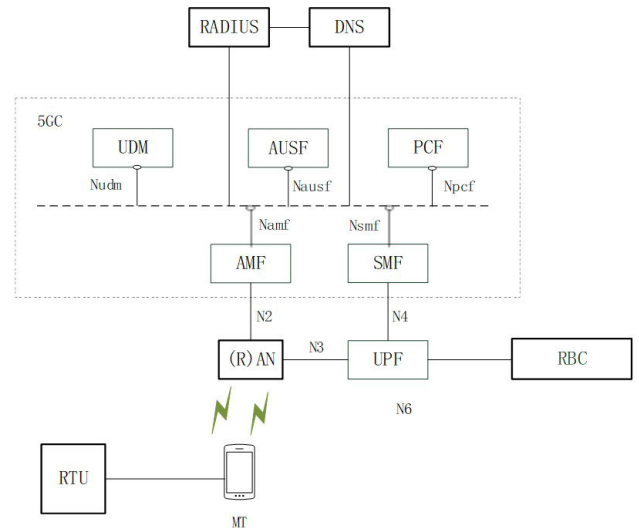 RADIUS
DNS
5GC
UDM
AUSF
PCF
Nudm
Nausf
Npcf
Namf
Nsmf
AMF
SMF
N2
N4
(R)AN
N3
UPF
RBC
N6
RTU
MT